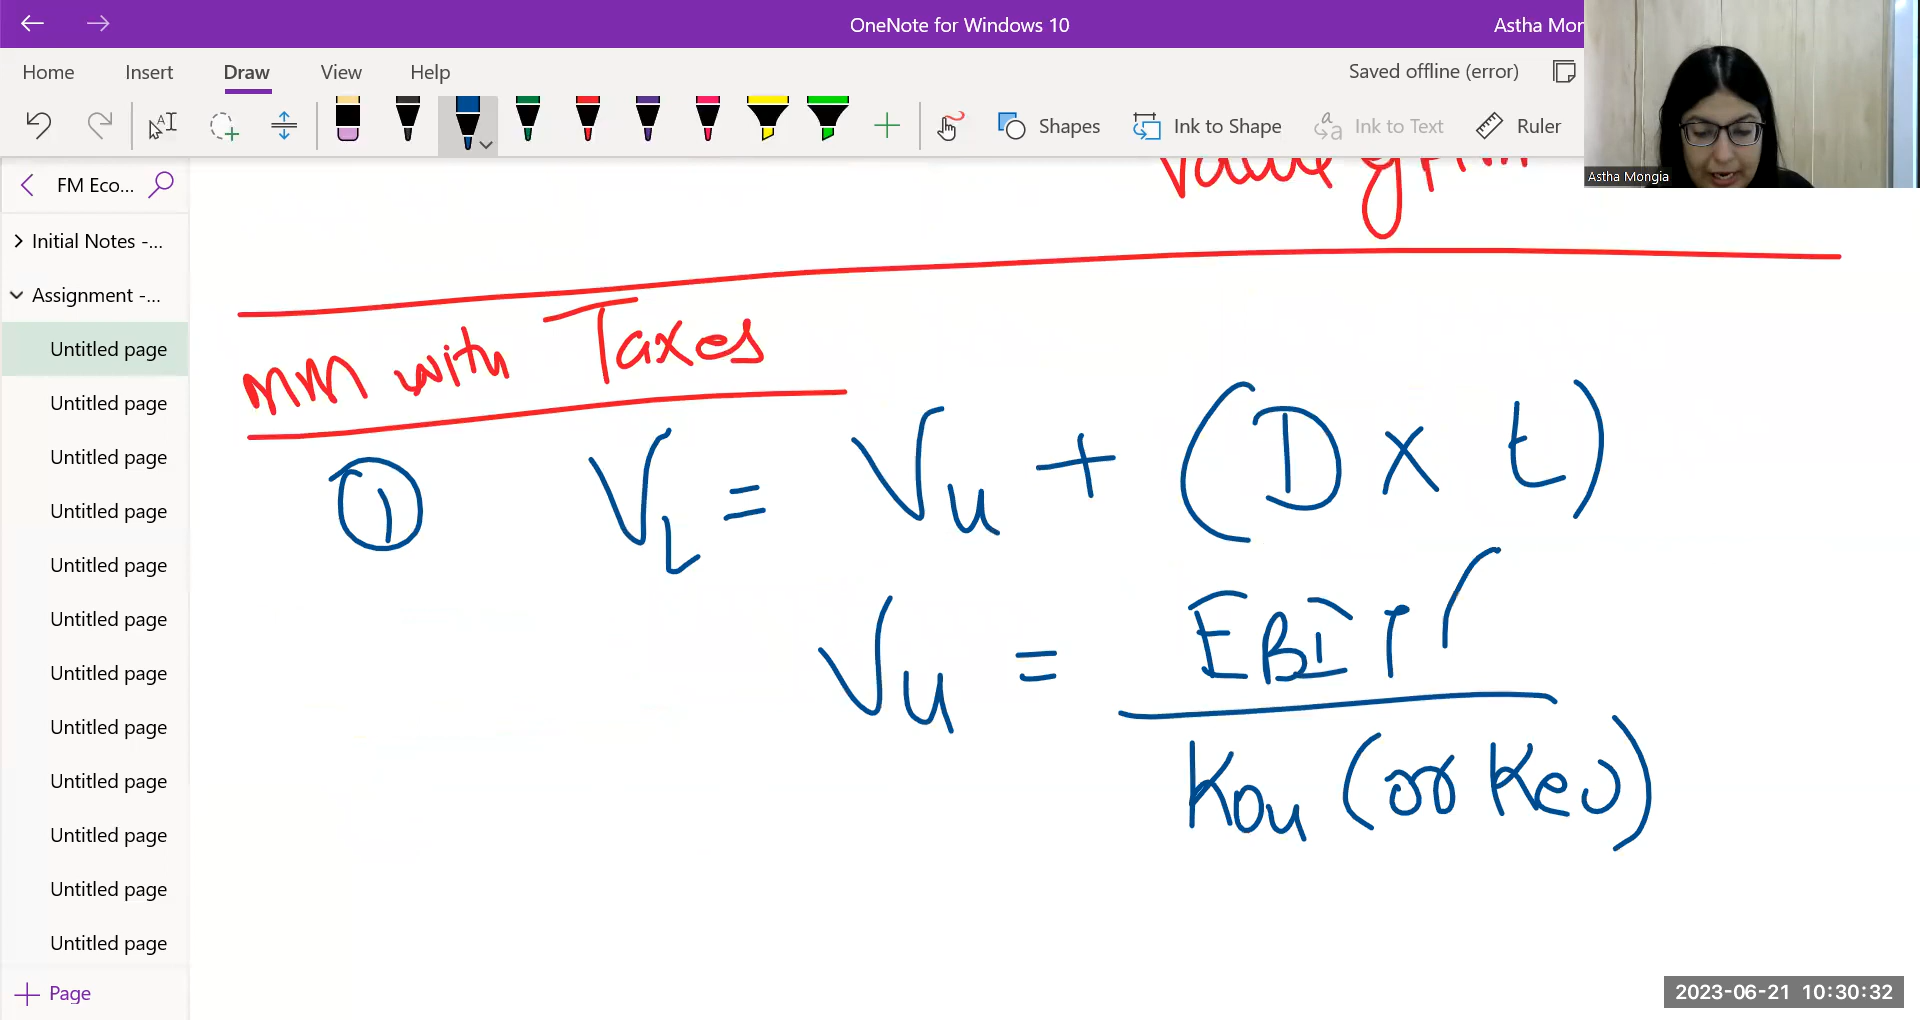 OneNote for Windows 10
Astha Mon
Home Insert Draw View Help
Saved offline (error)
Shapes Ink to Shape Ink to Text Ruler
Astha Mongia
FM Eco...
Initial Notes -...
Assignment -...
Untitled page
Untitled page
Untitled page
Untitled page
Untitled page
Untitled page
Untitled page
Untitled page
Untitled page
Untitled page
Untitled page
Untitled page
Page
Value of
MM with Taxes
① VL = Vu + (D x t)
Vu = EBIT (
Kou (or Keu)
2023-06-21 10:30:32